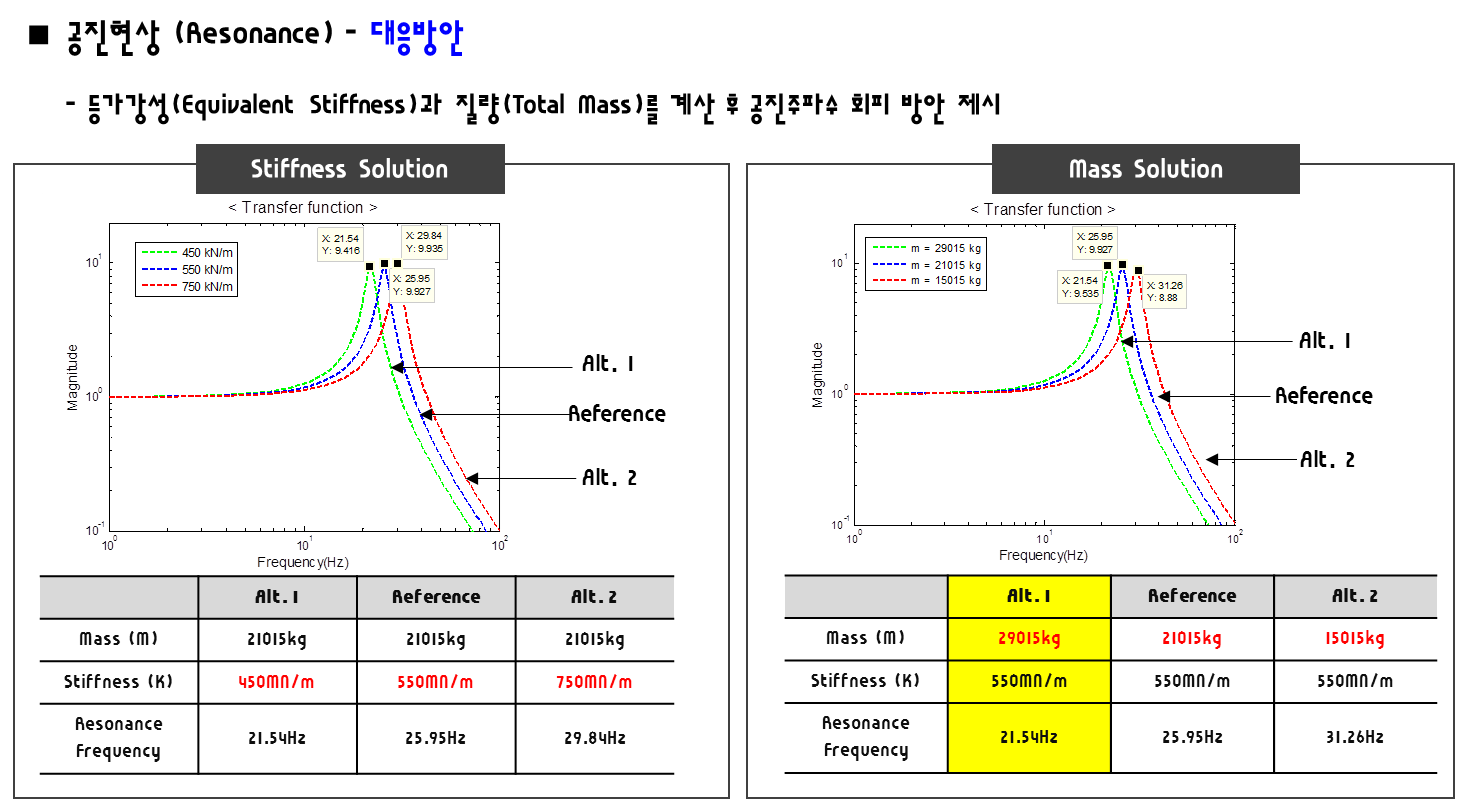 ■ 공진현상 (Resonance) - 대응방안
- 등가강성(Equivalent Stiffness)과 질량(Total Mass)를 계산 후 공진주파수 회피 방안 제시
Stiffness Solution
< Transfer function >
450 kN/m
550 kN/m
750 kN/m
X: 21.54
Y: 9.416
X: 29.84
Y: 9.935
X: 25.95
Y: 9.927
Magnitude
10^1
10^0
10^-1
10^0
10^1
10^2
Frequency(Hz)
Alt. 1
Reference
Alt. 2
Alt.1 Reference Alt.2
Mass (M) 21015kg 21015kg 21015kg
Stiffness (K) 450MN/m 550MN/m 750MN/m
Resonance
Frequency 21.54Hz 25.95Hz 29.84Hz
Mass Solution
< Transfer function >
m = 29015 kg
m = 21015 kg
m = 15015 kg
X: 25.95
Y: 9.927
X: 21.54
Y: 9.535
X: 31.26
Y: 8.88
Magnitude
10^1
10^0
10^-1
10^0
10^1
10^2
Frequency(Hz)
Alt. 1
Reference
Alt. 2
Alt.1 Reference Alt.2
Mass (M) 29015kg 21015kg 15015kg
Stiffness (K) 550MN/m 550MN/m 550MN/m
Resonance
Frequency 21.54Hz 25.95Hz 31.26Hz